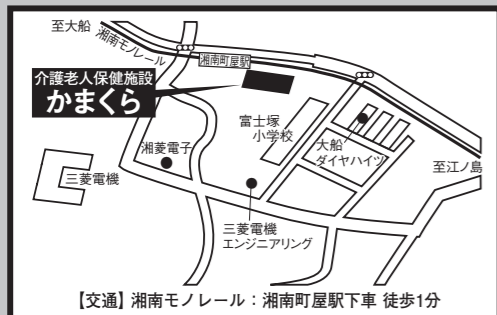 至大船
湘南モノレール
湘南町屋駅
介護老人保健施設
かまくら
富士塚
小学校
大船
ダイヤハイツ
湘菱電子
至江ノ島
三菱電機
三菱電機
エンジニアリング
【交通】湘南モノレール：湘南町屋駅下車 徒歩1分